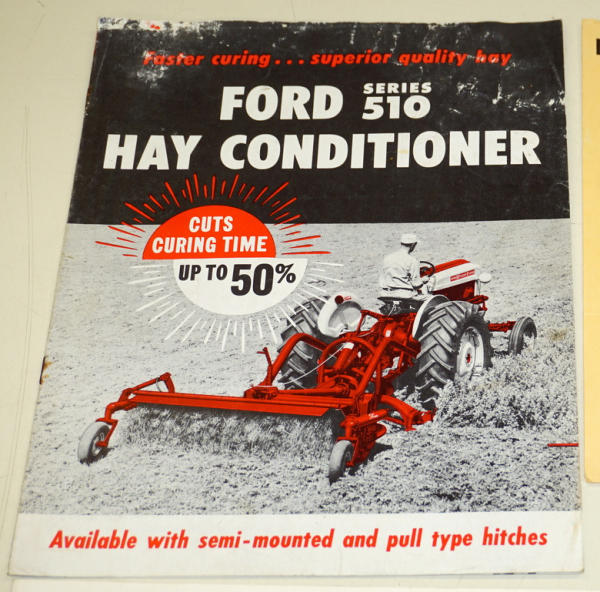 Faster curing... superior quality hay
FORD SERIES 510
HAY CONDITIONER
CUTS
CURING TIME
UP TO 50%
Available with semi-mounted and pull type hitches